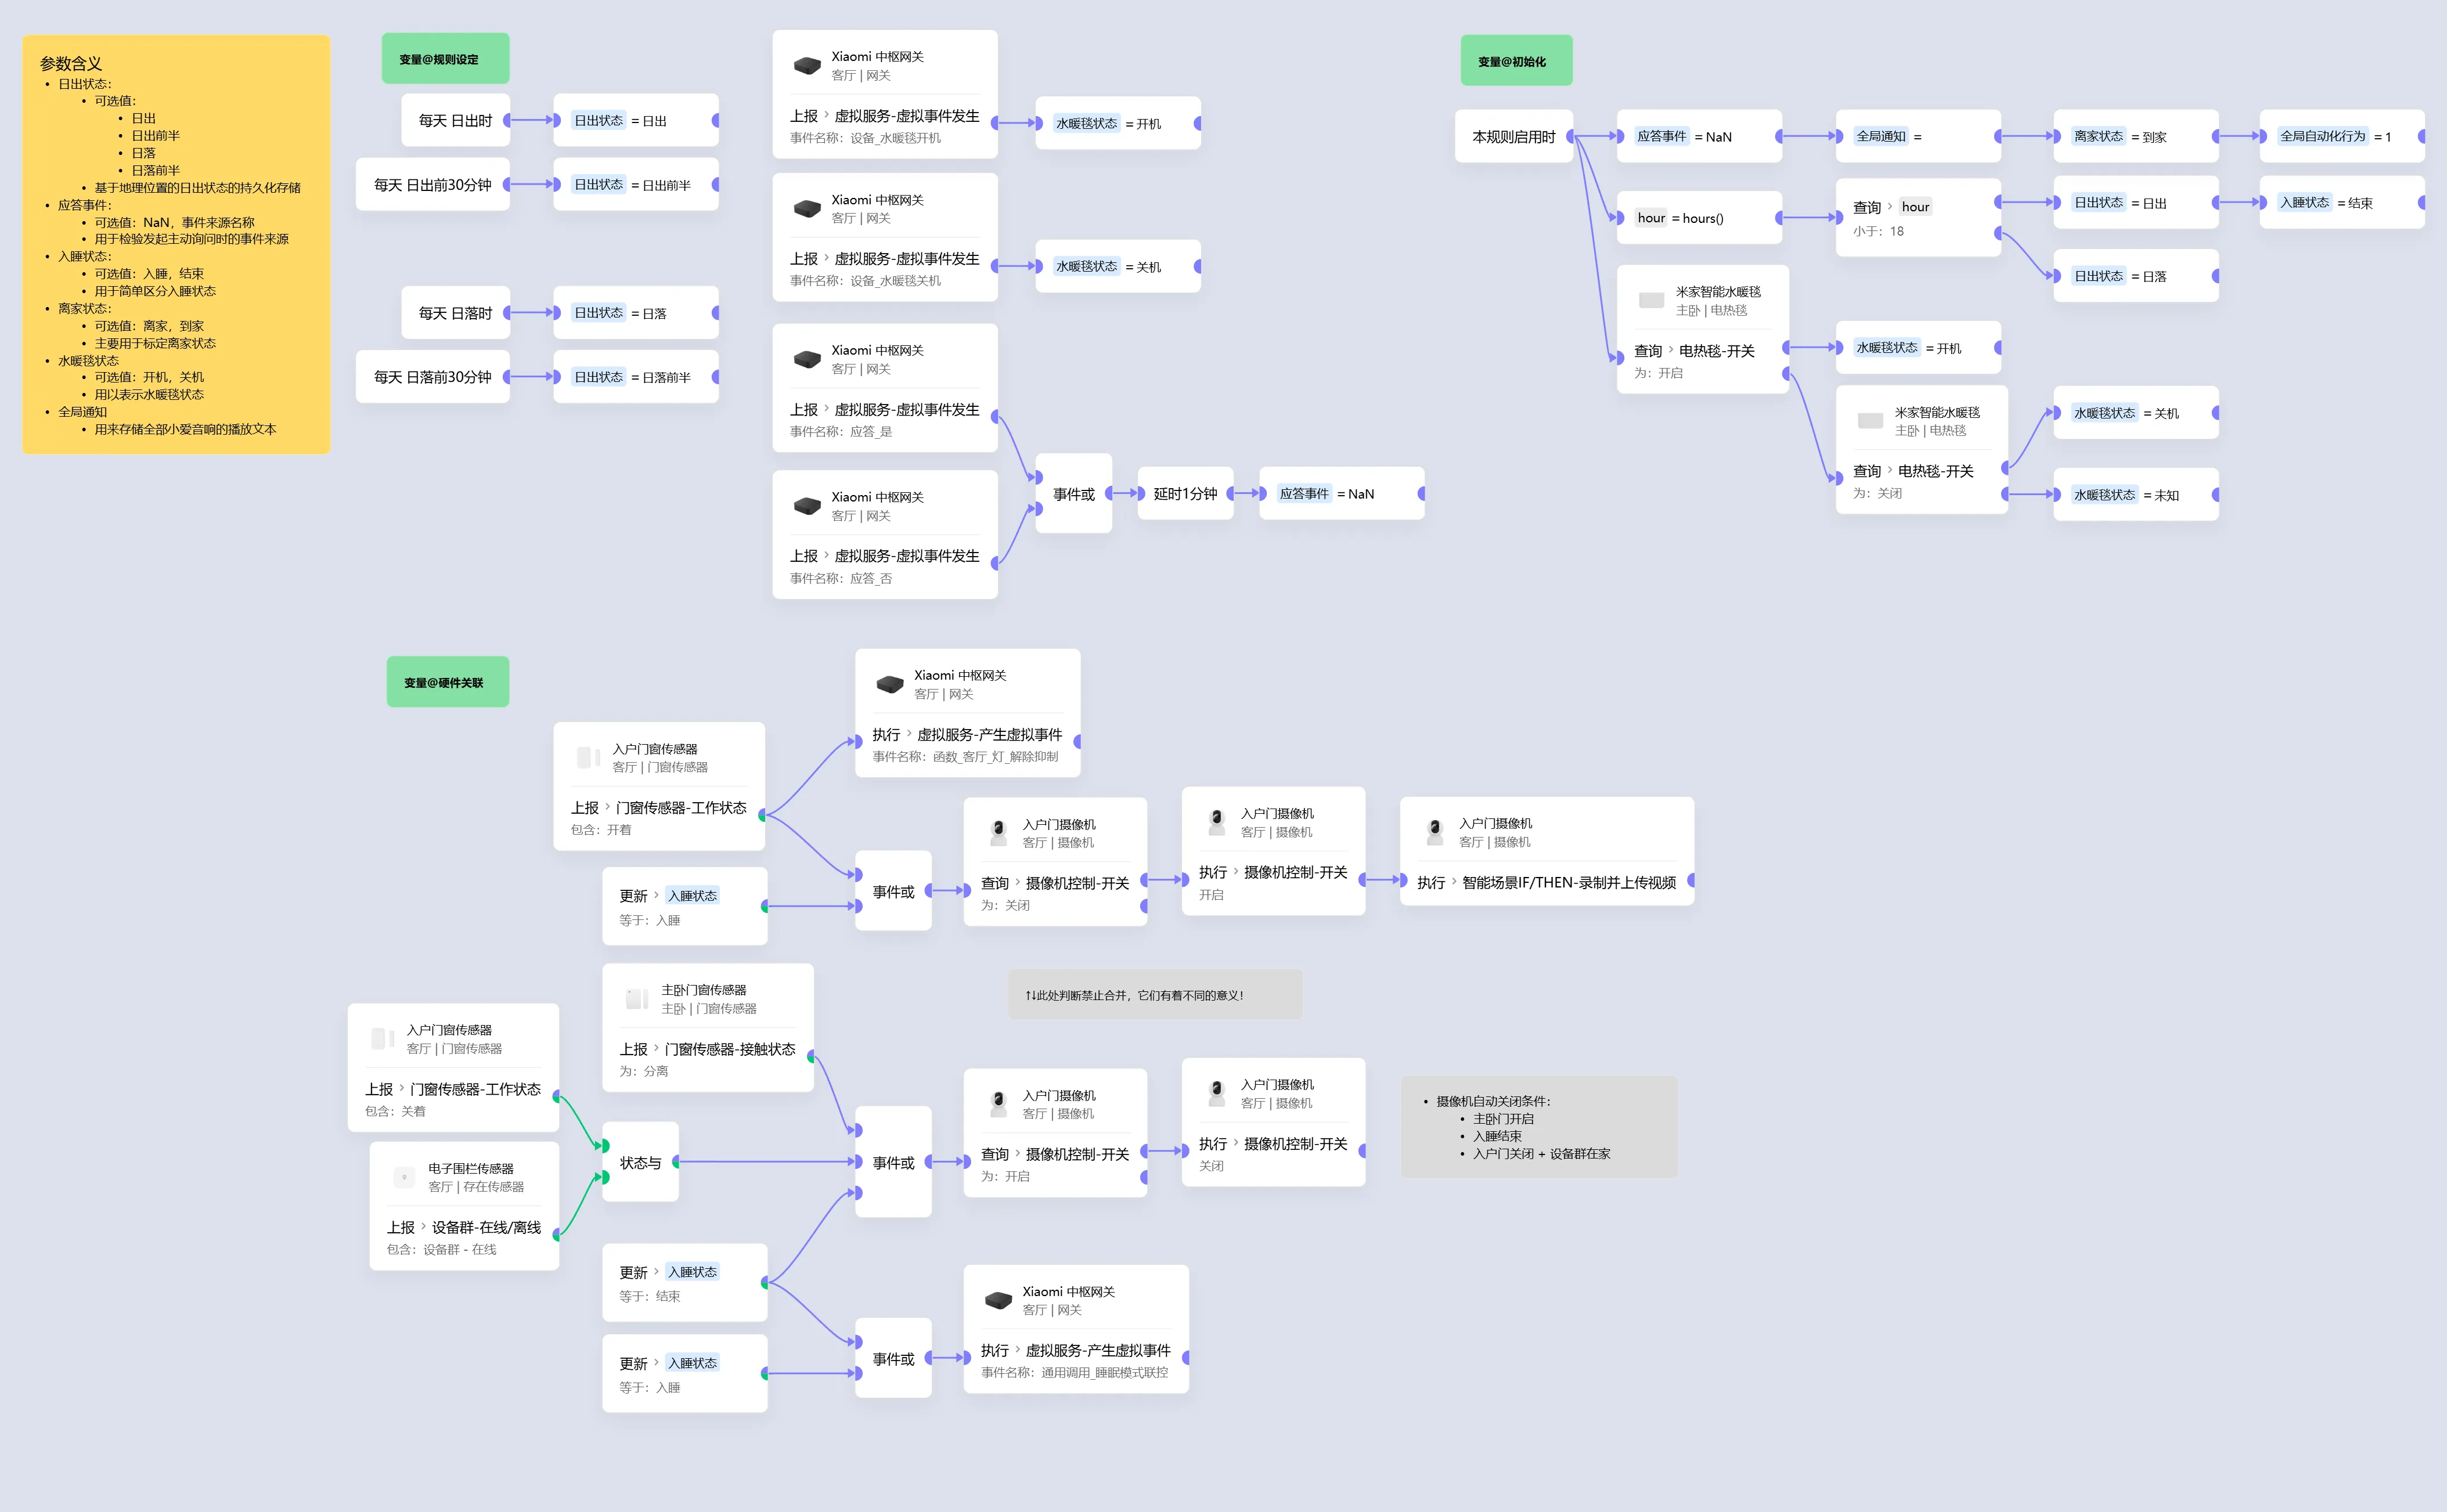 参数含义
• 日出状态：
• 可选值：
• 日出
• 日出前半
• 日落
• 日落前半
• 基于地理位置的日出状态的持久化存储
• 应答事件：
• 可选值：NaN，事件来源名称
• 用于检验发起主动询问时的事件来源
• 入睡状态：
• 可选值：入睡，结束
• 用于简单区分入睡状态
• 离家状态：
• 可选值：离家，到家
• 主要用于标定离家状态
• 水暖毯状态
• 可选值：开机，关机
• 用以表示水暖毯状态
• 全局通知
• 用来存储全部小爱音响的播放文本
变量@规则设定
每天 日出时
日出状态 = 日出
每天 日出前30分钟
日出状态 = 日出前半
每天 日落时
日出状态 = 日落
每天 日落前30分钟
日出状态 = 日落前半
Xiaomi 中枢网关
客厅 | 网关
上报 › 虚拟服务-虚拟事件发生
事件名称：设备_水暖毯开机
水暖毯状态 = 开机
Xiaomi 中枢网关
客厅 | 网关
上报 › 虚拟服务-虚拟事件发生
事件名称：设备_水暖毯关机
水暖毯状态 = 关机
Xiaomi 中枢网关
客厅 | 网关
上报 › 虚拟服务-虚拟事件发生
事件名称：应答_是
Xiaomi 中枢网关
客厅 | 网关
上报 › 虚拟服务-虚拟事件发生
事件名称：应答_否
事件或
延时1分钟
应答事件 = NaN
变量@初始化
本规则启用时
应答事件 = NaN
全局通知 =
离家状态 = 到家
全局自动化行为 = 1
hour = hours()
查询 › hour
小于：18
日出状态 = 日出
入睡状态 = 结束
日出状态 = 日落
米家智能水暖毯
主卧 | 电热毯
查询 › 电热毯-开关
为：开启
水暖毯状态 = 开机
米家智能水暖毯
主卧 | 电热毯
查询 › 电热毯-开关
为：关闭
水暖毯状态 = 关机
水暖毯状态 = 未知
变量@硬件关联
入户门窗传感器
客厅 | 门窗传感器
上报 › 门窗传感器-工作状态
包含：开着
Xiaomi 中枢网关
客厅 | 网关
执行 › 虚拟服务-产生虚拟事件
事件名称：函数_客厅_灯_解除抑制
更新 › 入睡状态
等于：入睡
事件或
入户门摄像机
客厅 | 摄像机
查询 › 摄像机控制-开关
为：关闭
入户门摄像机
客厅 | 摄像机
执行 › 摄像机控制-开关
开启
入户门摄像机
客厅 | 摄像机
执行 › 智能场景IF/THEN-录制并上传视频
↑↓此处判断禁止合并，它们有着不同的意义！
主卧门窗传感器
主卧 | 门窗传感器
上报 › 门窗传感器-接触状态
为：分离
入户门窗传感器
客厅 | 门窗传感器
上报 › 门窗传感器-工作状态
包含：关着
电子围栏传感器
客厅 | 存在传感器
上报 › 设备群-在线/离线
包含：设备群 - 在线
状态与
事件或
入户门摄像机
客厅 | 摄像机
查询 › 摄像机控制-开关
为：开启
入户门摄像机
客厅 | 摄像机
执行 › 摄像机控制-开关
关闭
• 摄像机自动关闭条件：
• 主卧门开启
• 入睡结束
• 入户门关闭 + 设备群在家
更新 › 入睡状态
等于：结束
更新 › 入睡状态
等于：入睡
事件或
Xiaomi 中枢网关
客厅 | 网关
执行 › 虚拟服务-产生虚拟事件
事件名称：通用调用_睡眠模式联控